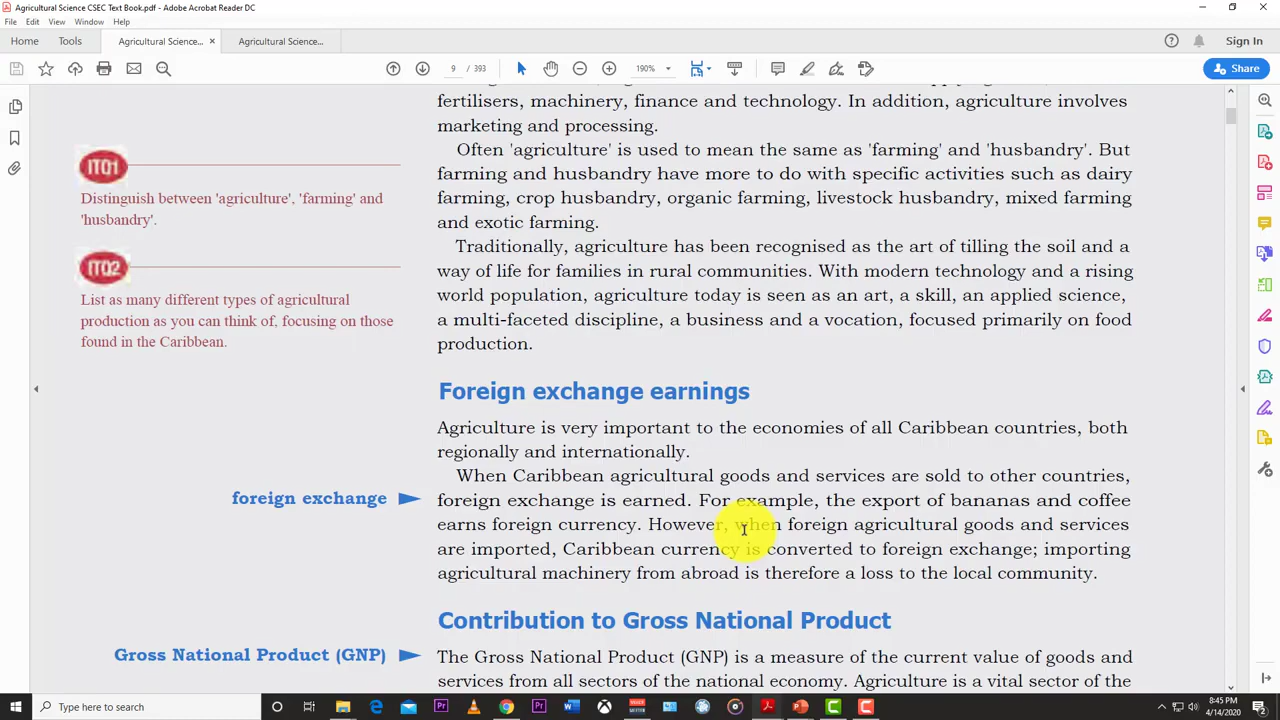 Agricultural Science CSEC Text Book.pdf - Adobe Acrobat Reader DC
File Edit View Window Help
Home Tools Agricultural Science... × Agricultural Science... Sign In
9 / 393 190% Share
fertilisers, machinery, finance and technology. In addition, agriculture involves
marketing and processing.
Often 'agriculture' is used to mean the same as 'farming' and 'husbandry'. But
farming and husbandry have more to do with specific activities such as dairy
farming, crop husbandry, organic farming, livestock husbandry, mixed farming
and exotic farming.
Traditionally, agriculture has been recognised as the art of tilling the soil and a
way of life for families in rural communities. With modern technology and a rising
world population, agriculture today is seen as an art, a skill, an applied science,
a multi-faceted discipline, a business and a vocation, focused primarily on food
production.
ITQ1
Distinguish between 'agriculture', 'farming' and
'husbandry'.
ITQ2
List as many different types of agricultural
production as you can think of, focusing on those
found in the Caribbean.
Foreign exchange earnings
Agriculture is very important to the economies of all Caribbean countries, both
regionally and internationally.
When Caribbean agricultural goods and services are sold to other countries,
foreign exchange
foreign exchange is earned. For example, the export of bananas and coffee
earns foreign currency. However, when foreign agricultural goods and services
are imported, Caribbean currency is converted to foreign exchange; importing
agricultural machinery from abroad is therefore a loss to the local community.
Contribution to Gross National Product
Gross National Product (GNP)
The Gross National Product (GNP) is a measure of the current value of goods and
services from all sectors of the national economy. Agriculture is a vital sector of the
Type here to search
8:45 PM
4/14/2020